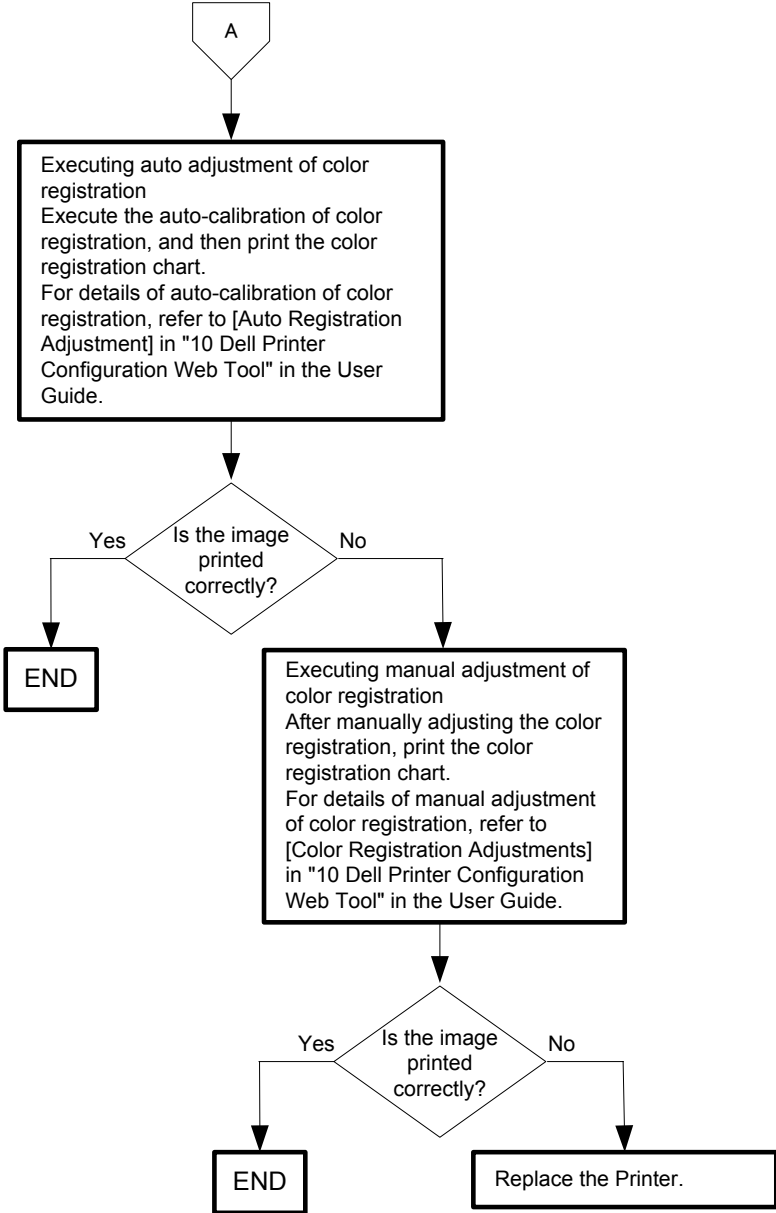 A
Executing auto adjustment of color
registration
Execute the auto-calibration of color
registration, and then print the color
registration chart.
For details of auto-calibration of color
registration, refer to [Auto Registration
Adjustment] in "10 Dell Printer
Configuration Web Tool" in the User
Guide.
Yes
Is the image
printed
correctly?
No
END
Executing manual adjustment of
color registration
After manually adjusting the color
registration, print the color
registration chart.
For details of manual adjustment
of color registration, refer to
[Color Registration Adjustments]
in "10 Dell Printer Configuration
Web Tool" in the User Guide.
Yes
Is the image
printed
correctly?
No
END
Replace the Printer.